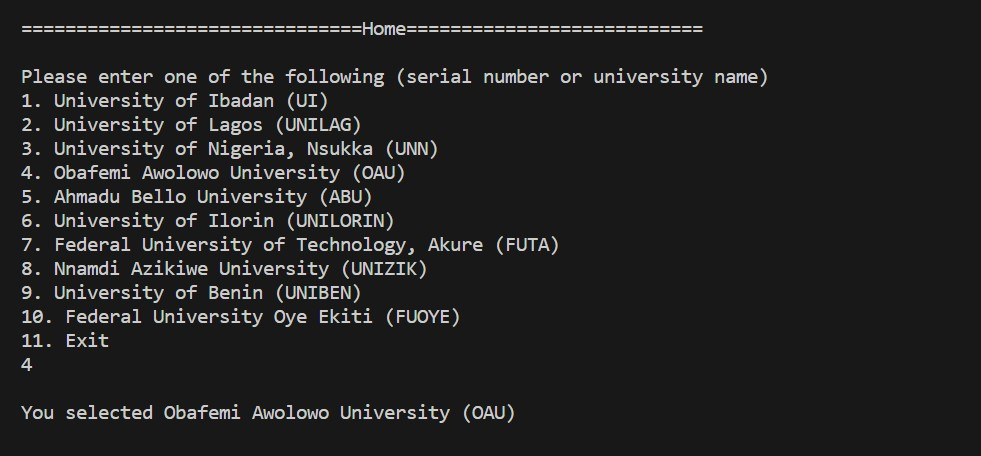 ===============================Home===========================
Please enter one of the following (serial number or university name)
1. University of Ibadan (UI)
2. University of Lagos (UNILAG)
3. University of Nigeria, Nsukka (UNN)
4. Obafemi Awolowo University (OAU)
5. Ahmadu Bello University (ABU)
6. University of Ilorin (UNILORIN)
7. Federal University of Technology, Akure (FUTA)
8. Nnamdi Azikiwe University (UNIZIK)
9. University of Benin (UNIBEN)
10. Federal University Oye Ekiti (FUOYE)
11. Exit
4
You selected Obafemi Awolowo University (OAU)